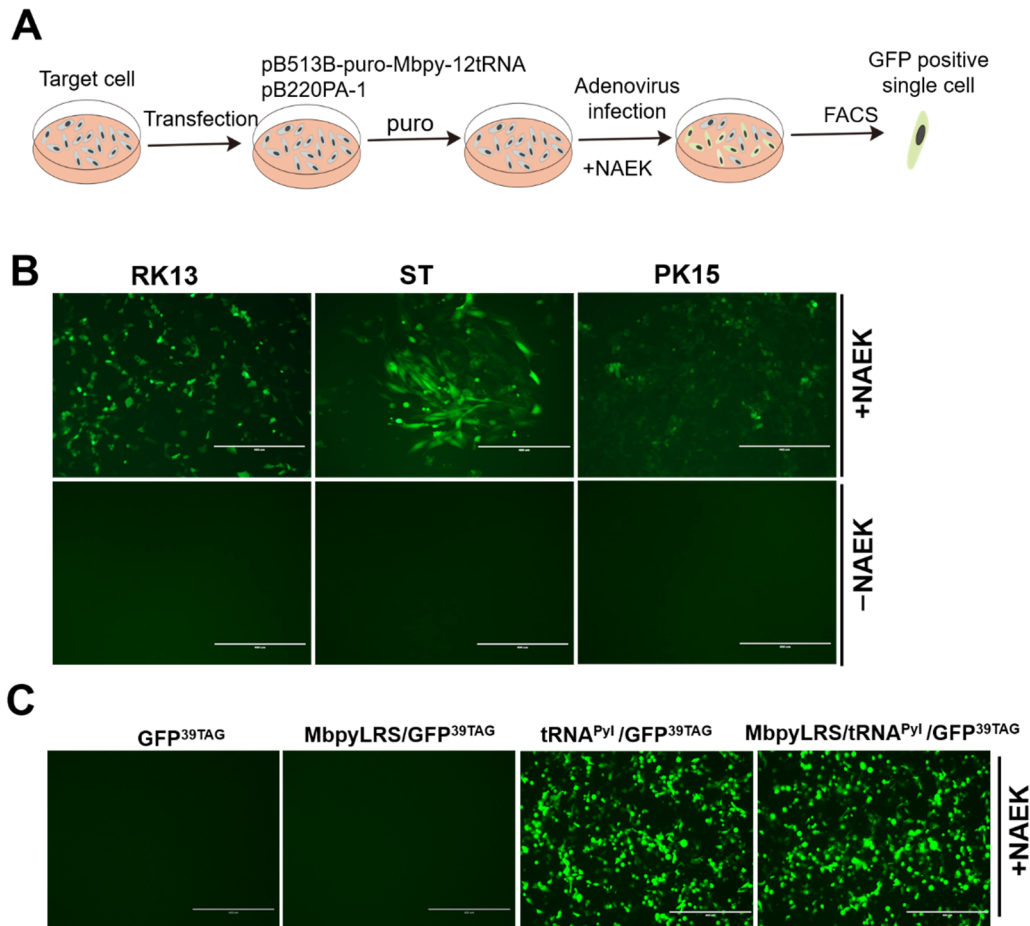 A
Target cell
Transfection
pB513B-puro-Mbpy-12tRNA
pB220PA-1
puro
Adenovirus
infection
+NAEK
FACS
GFP positive
single cell
B
RK13 ST PK15
+NAEK
–NAEK
C
GFP39TAG MbpyLRS/GFP39TAG tRNAPyl/GFP39TAG MbpyLRS/tRNAPyl/GFP39TAG
+NAEK